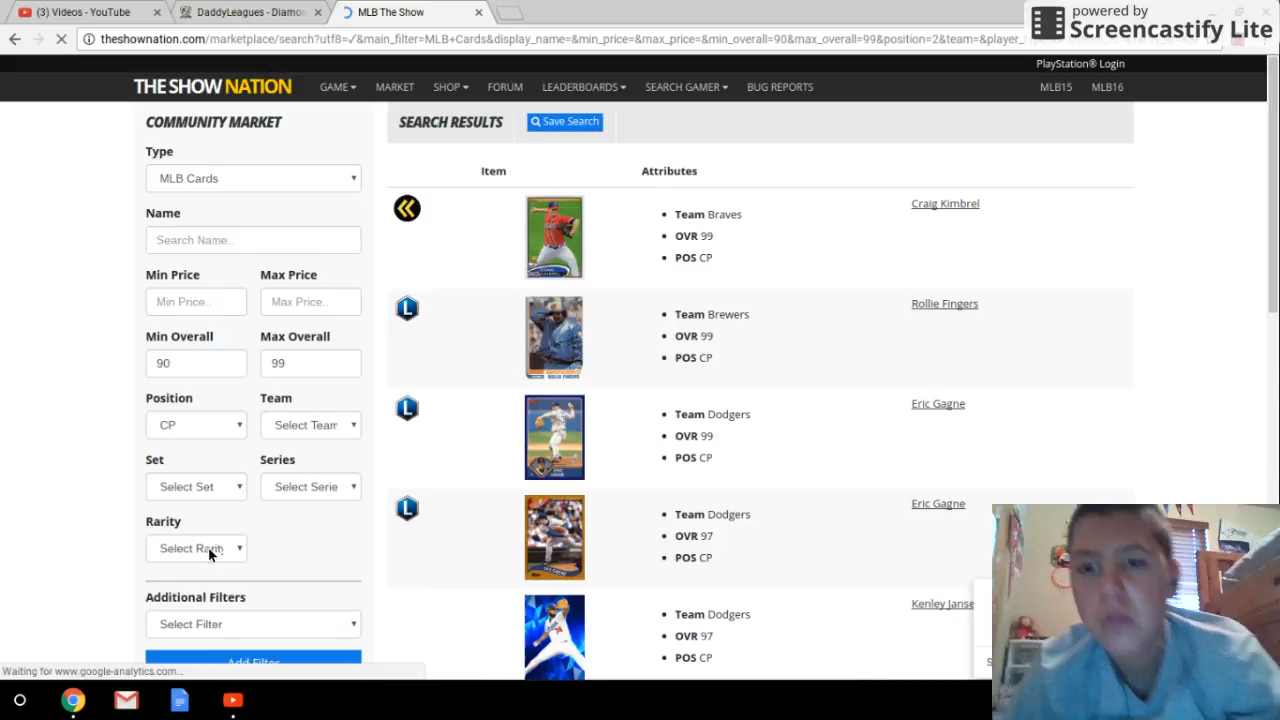 (3) Videos - YouTube
DaddyLeagues - Diamon
MLB The Show
powered by
Screencastify Lite
theshownation.com/marketplace/search?utf8=✓&main_filter=MLB+Cards&display_name=&min_price=&max_price=&min_overall=90&max_overall=99&position=2&team=&player_
PlayStation® Login
THE SHOW NATION
GAME MARKET SHOP FORUM LEADERBOARDS SEARCH GAMER BUG REPORTS MLB15 MLB16
COMMUNITY MARKET
Type
MLB Cards
Name
Search Name..
Min Price Max Price
Min Price.. Max Price..
Min Overall Max Overall
90 99
Position Team
CP Select Team
Set Series
Select Set Select Serie
Rarity
Select Rarit
Additional Filters
Select Filter
Add Filter
SEARCH RESULTS Save Search
Item Attributes
Team Braves
OVR 99
POS CP
Craig Kimbrel
L
Team Brewers
OVR 99
POS CP
Rollie Fingers
L
Team Dodgers
OVR 99
POS CP
Eric Gagne
L
Team Dodgers
OVR 97
POS CP
Eric Gagne
Team Dodgers
OVR 97
POS CP
Kenley Janse
Waiting for www.google-analytics.com...